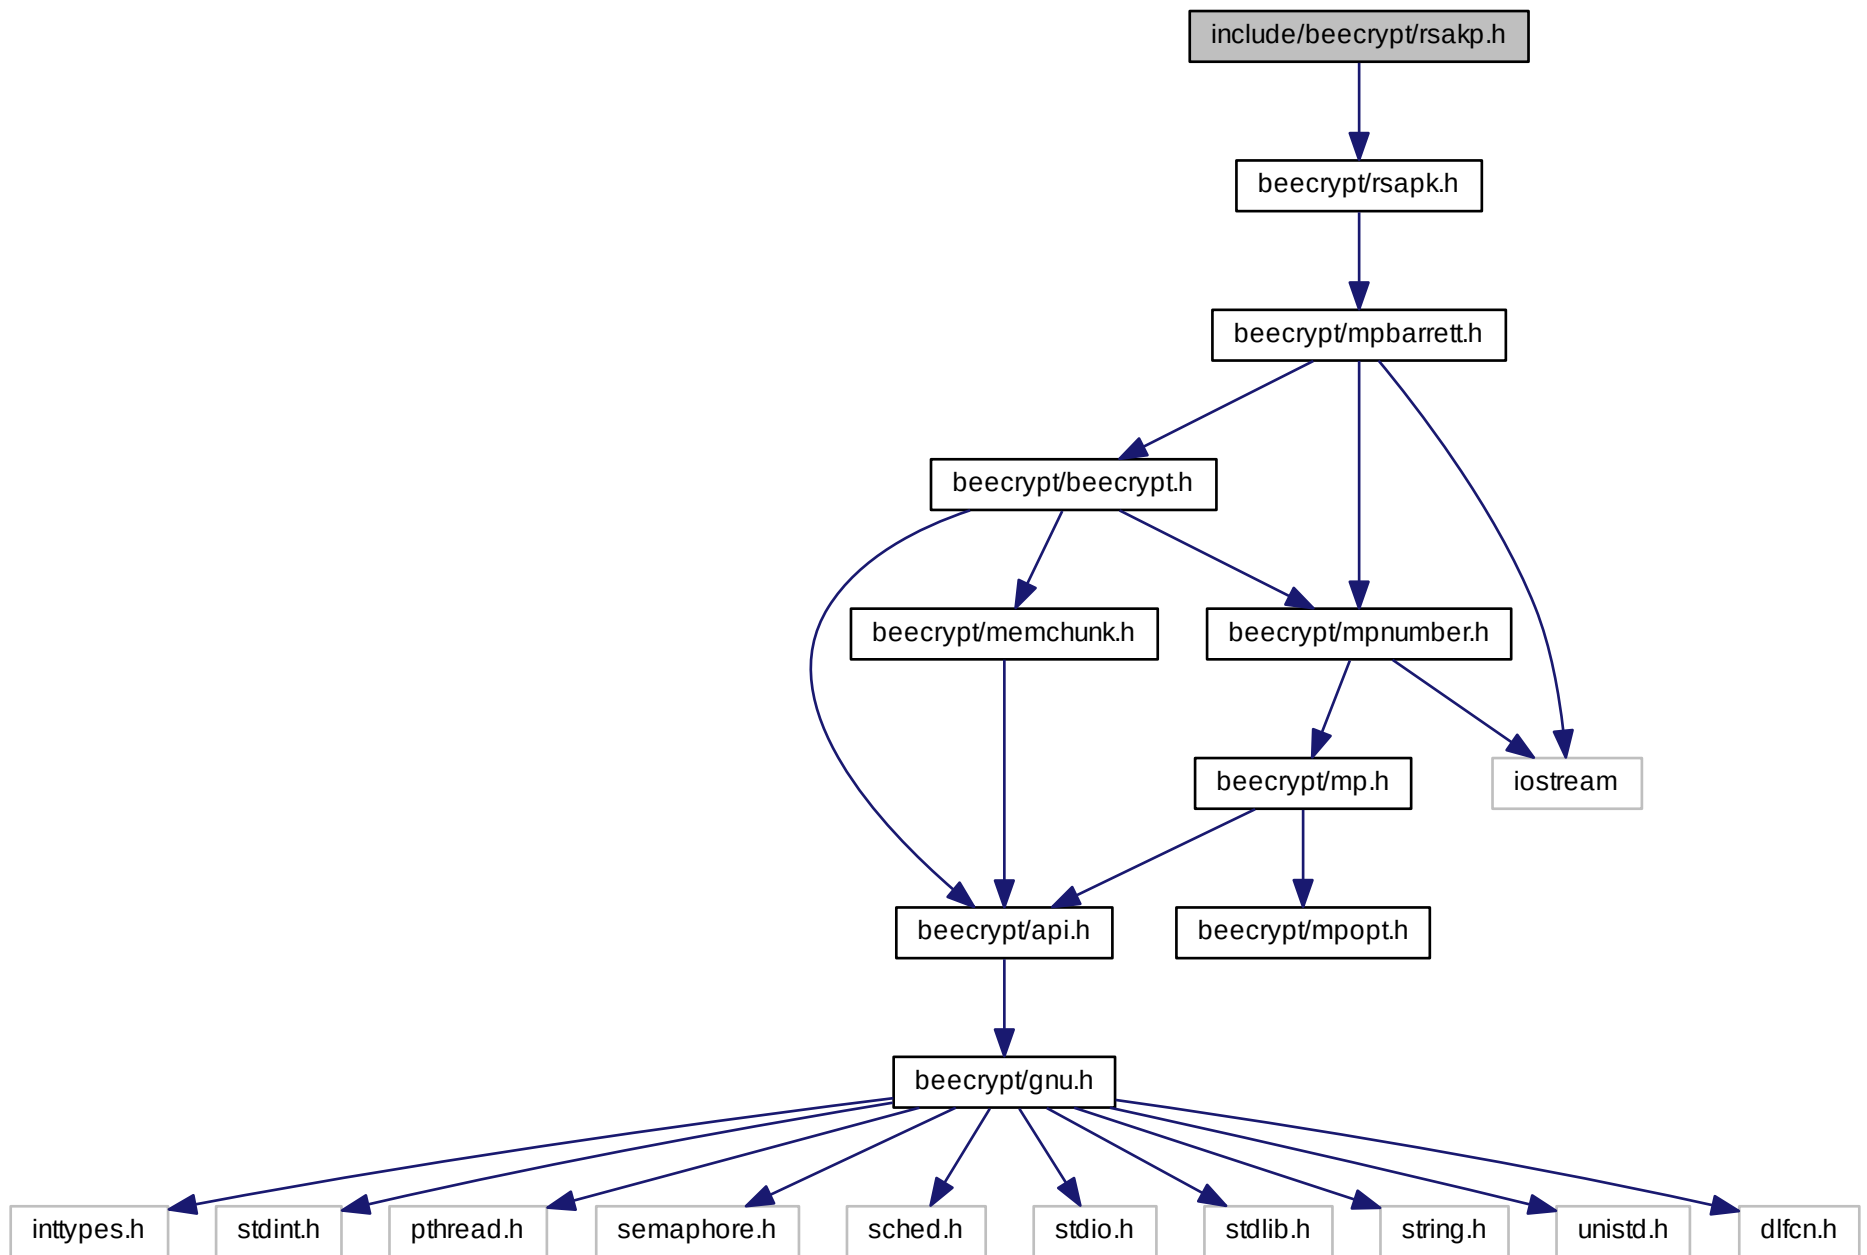 include/beecrypt/rsakp.h
beecrypt/rsapk.h
beecrypt/mpbarrett.h
beecrypt/beecrypt.h
beecrypt/memchunk.h
beecrypt/mpnumber.h
beecrypt/mp.h
iostream
beecrypt/api.h
beecrypt/mpopt.h
beecrypt/gnu.h
inttypes.h
stdint.h
pthread.h
semaphore.h
sched.h
stdio.h
stdlib.h
string.h
unistd.h
dlfcn.h